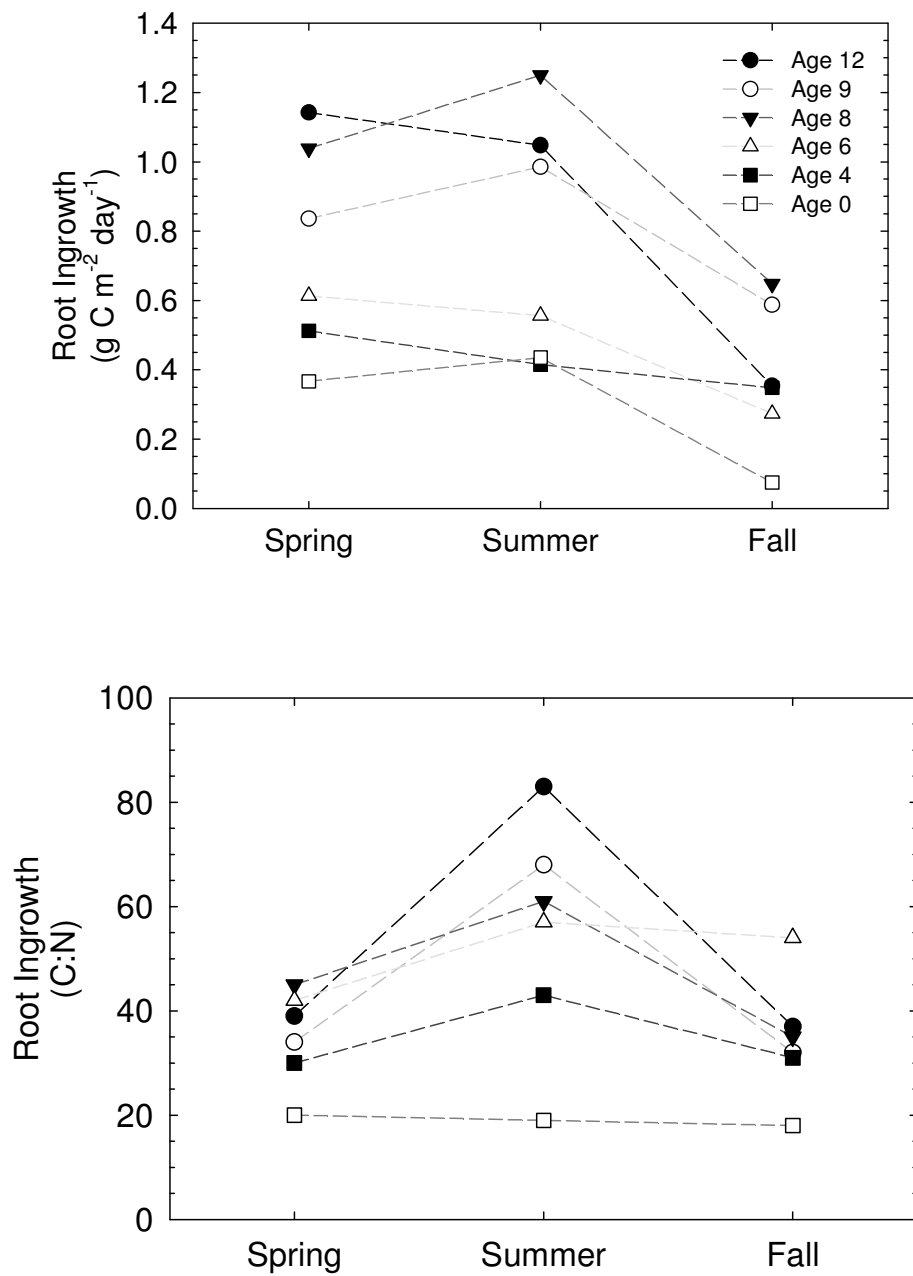 1.4
1.2
1.0
0.8
0.6
0.4
0.2
0.0
Root Ingrowth
(g C m⁻² day⁻¹)
Age 12
Age 9
Age 8
Age 6
Age 4
Age 0
Spring Summer Fall
100
80
60
40
20
0
Root Ingrowth
(C:N)
Spring Summer Fall